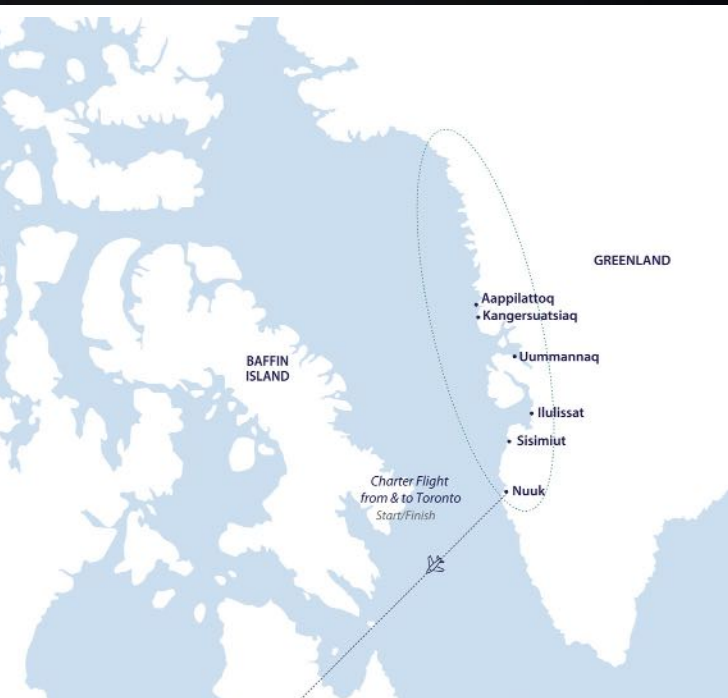 GREENLAND
Aappilattoq
Kangersuatsiaq
Uummannaq
BAFFIN
ISLAND
Ilulissat
Sisimiut
Charter Flight
from & to Toronto
Start/Finish
Nuuk